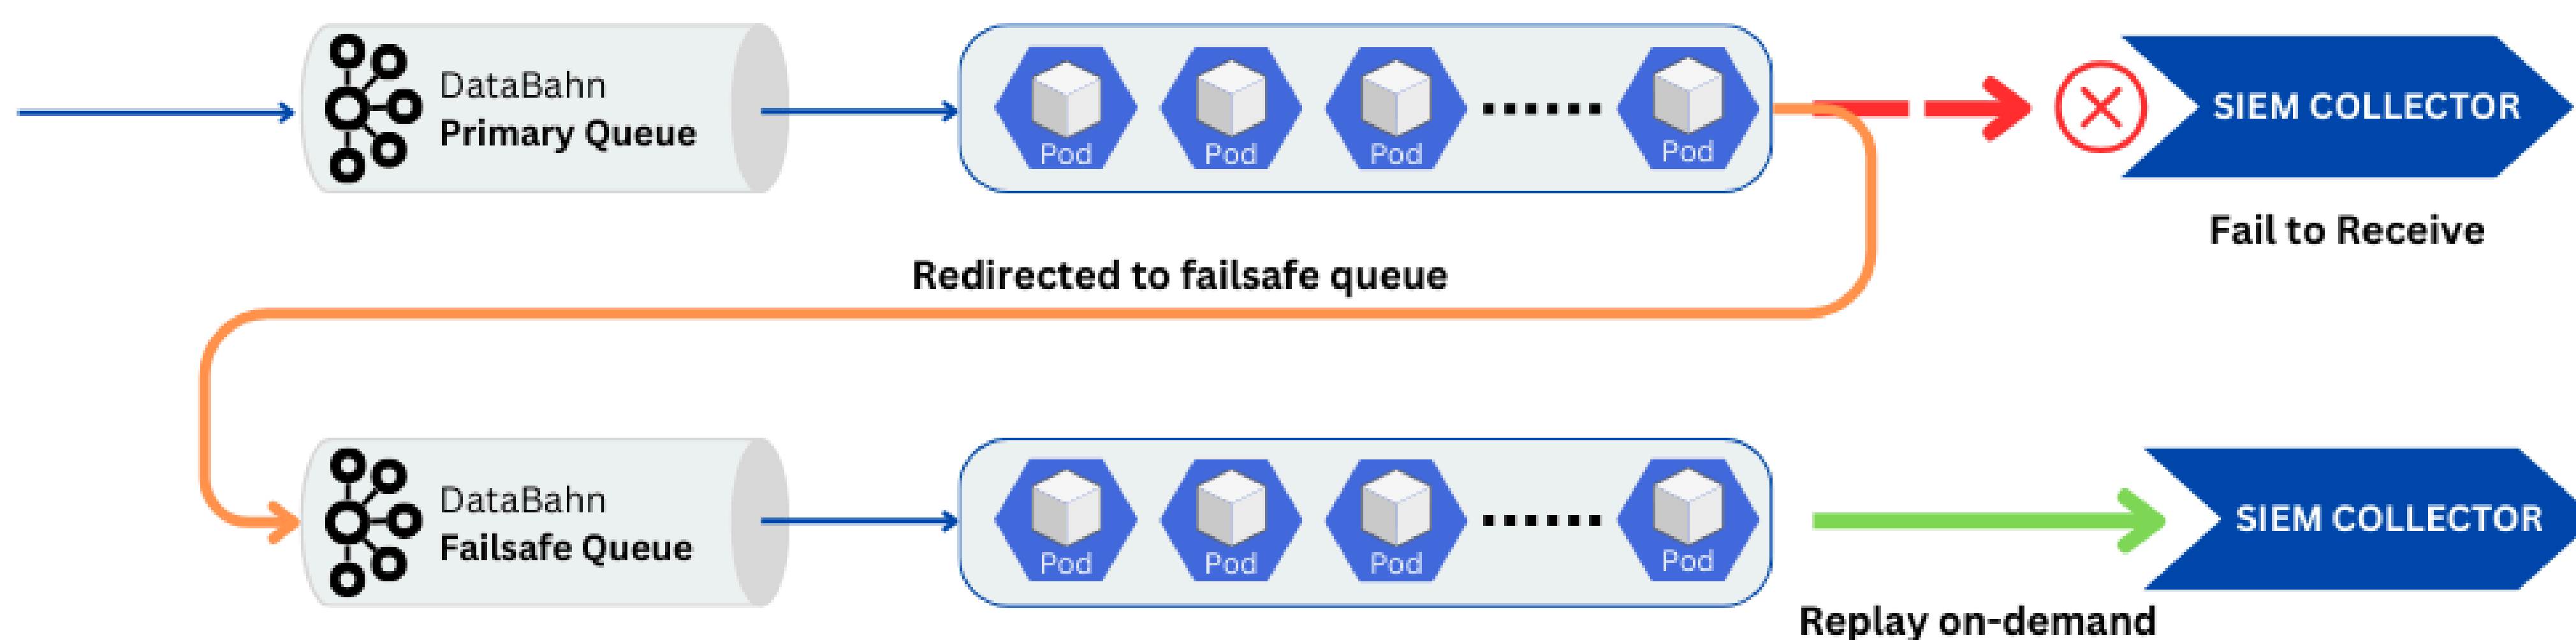 DataBahn
Primary Queue
Pod
Pod
Pod
Pod
SIEM COLLECTOR
Fail to Receive
Redirected to failsafe queue
DataBahn
Failsafe Queue
Pod
Pod
Pod
Pod
SIEM COLLECTOR
Replay on-demand